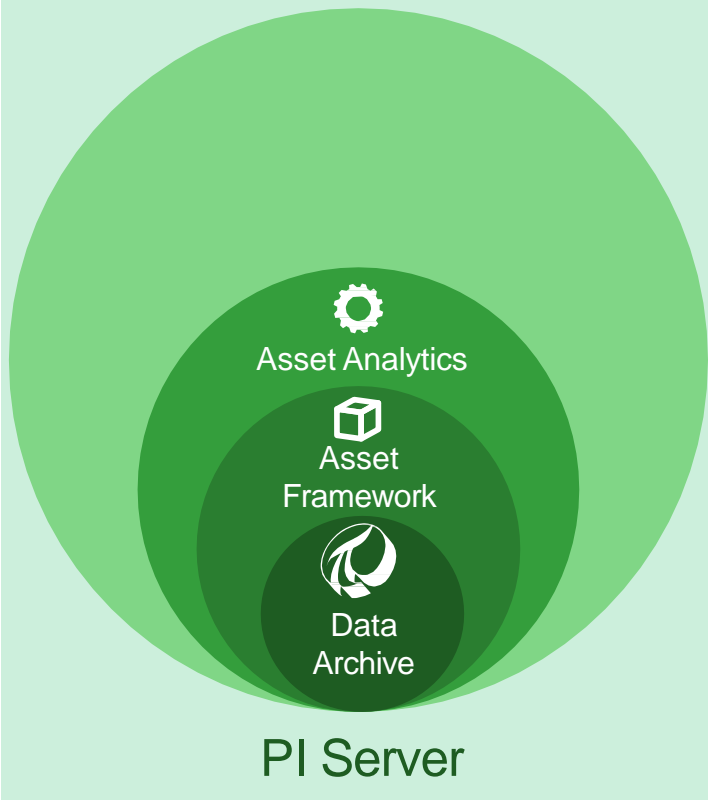 Asset Analytics
Asset
Framework
Data
Archive
PI Server